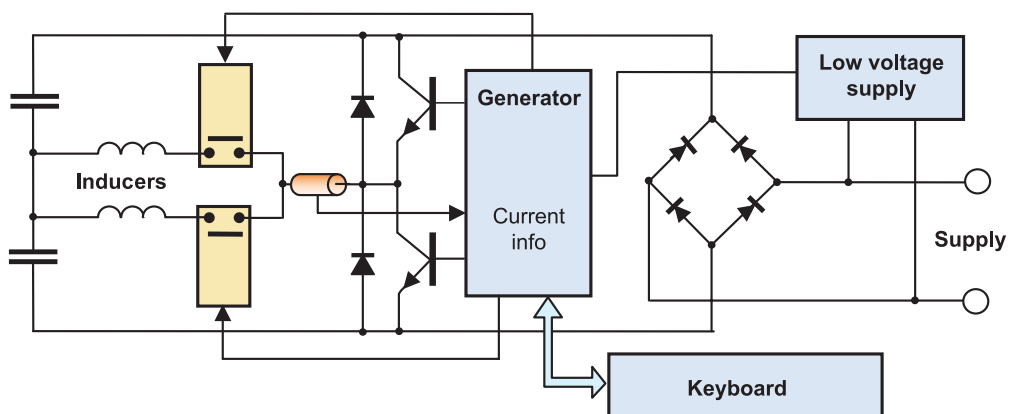 Low voltage
supply
Generator
Inducers
Current
info
Supply
Keyboard